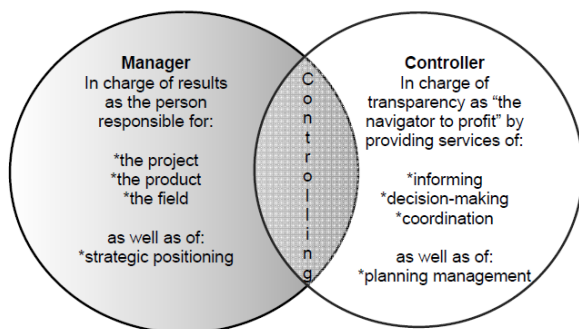 Manager
In charge of results
as the person
responsible for:
*the project
*the product
*the field
as well as of:
*strategic positioning
Controlling
Controller
In charge of
transparency as “the
navigator to profit” by
providing services of:
*informing
*decision-making
*coordination
as well as of:
*planning management